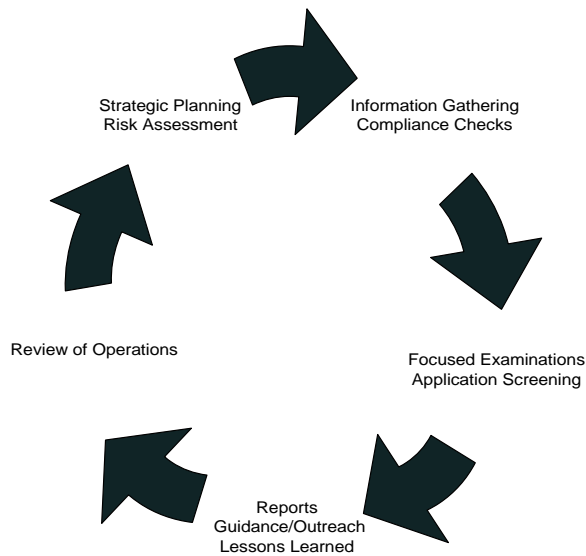 Strategic Planning
Risk Assessment
Information Gathering
Compliance Checks
Focused Examinations
Application Screening
Reports
Guidance/Outreach
Lessons Learned
Review of Operations